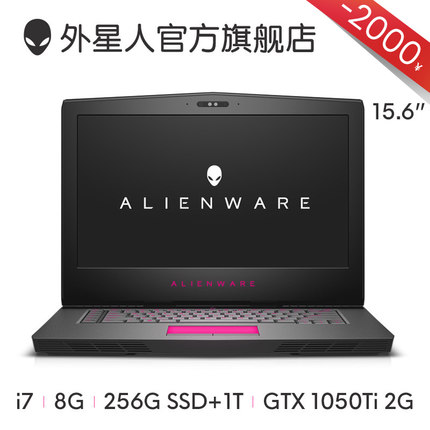 外星人官方旗舰店
-2000¥
15.6"
ALIENWARE
ALIENWARE
i7 | 8G | 256G SSD+1T | GTX 1050Ti 2G